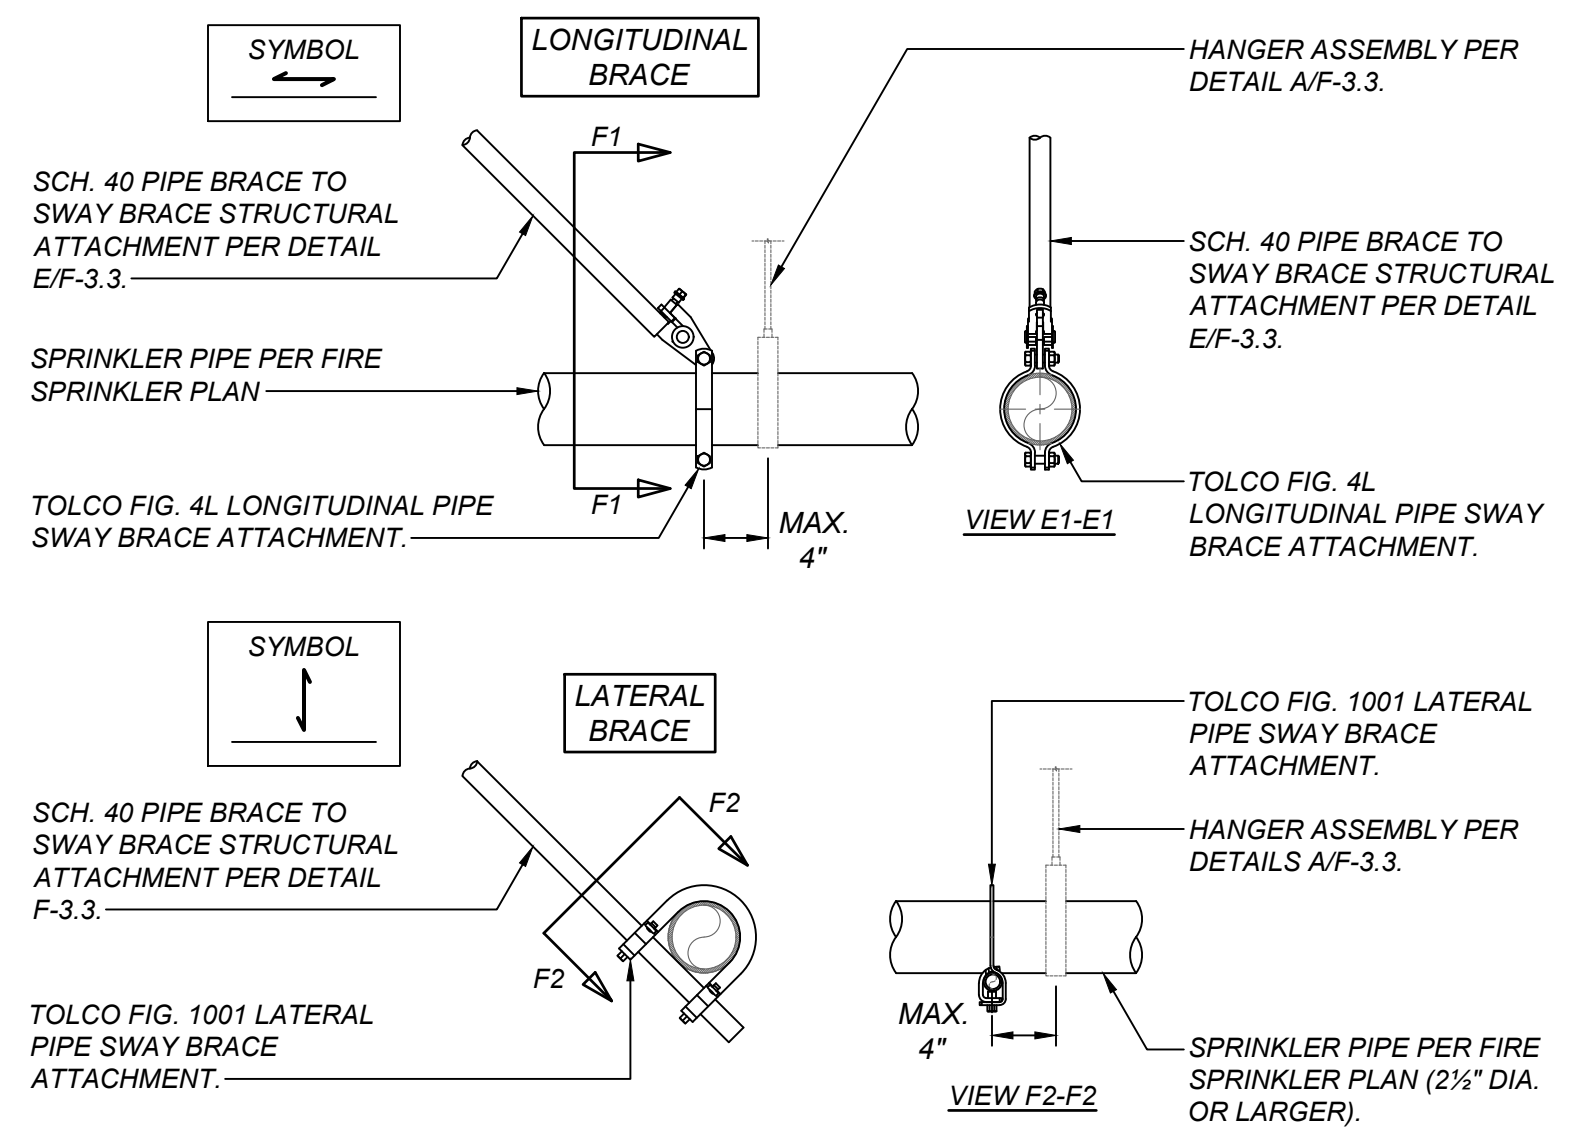 SYMBOL
LONGITUDINAL
BRACE
HANGER ASSEMBLY PER
DETAIL A/F-3.3.
F1
SCH. 40 PIPE BRACE TO
SWAY BRACE STRUCTURAL
ATTACHMENT PER DETAIL
E/F-3.3.
SCH. 40 PIPE BRACE TO
SWAY BRACE STRUCTURAL
ATTACHMENT PER DETAIL
E/F-3.3.
SPRINKLER PIPE PER FIRE
SPRINKLER PLAN
TOLCO FIG. 4L LONGITUDINAL PIPE
SWAY BRACE ATTACHMENT.
F1
MAX.
4"
VIEW E1-E1
TOLCO FIG. 4L
LONGITUDINAL PIPE SWAY
BRACE ATTACHMENT.
SYMBOL
LATERAL
BRACE
TOLCO FIG. 1001 LATERAL
PIPE SWAY BRACE
ATTACHMENT.
SCH. 40 PIPE BRACE TO
SWAY BRACE STRUCTURAL
ATTACHMENT PER DETAIL
F-3.3.
F2
HANGER ASSEMBLY PER
DETAILS A/F-3.3.
F2
TOLCO FIG. 1001 LATERAL
PIPE SWAY BRACE
ATTACHMENT.
MAX.
4"
VIEW F2-F2
SPRINKLER PIPE PER FIRE
SPRINKLER PLAN (2½" DIA.
OR LARGER).